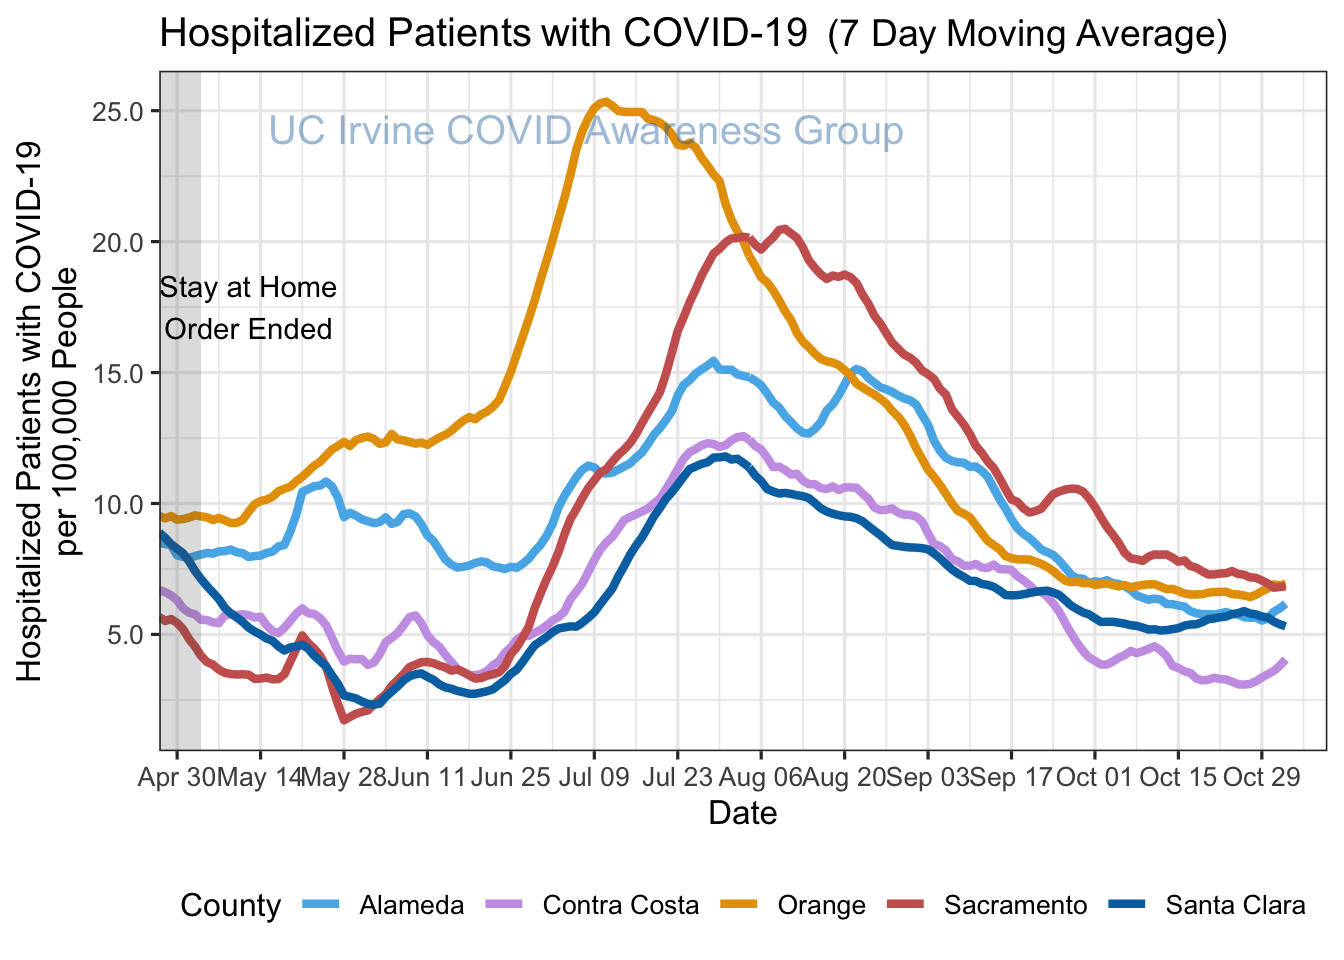 Hospitalized Patients with COVID-19 (7 Day Moving Average)
Hospitalized Patients with COVID-19
per 100,000 People
25.0
20.0
15.0
10.0
5.0
UC Irvine COVID Awareness Group
Stay at Home
Order Ended
Apr 30 May 14 May 28 Jun 11 Jun 25 Jul 09 Jul 23 Aug 06 Aug 20 Sep 03 Sep 17 Oct 01 Oct 15 Oct 29
Date
County Alameda Contra Costa Orange Sacramento Santa Clara